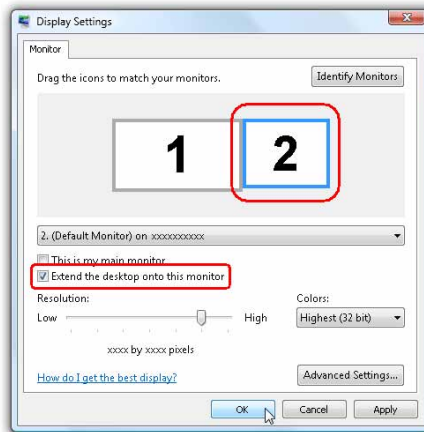 Display Settings
Monitor
Drag the icons to match your monitors.
Identify Monitors
1
2
2. (Default Monitor) on xxxxxxxxxx
This is my main monitor
Extend the desktop onto this monitor
Resolution:
Colors:
Low
High
Highest (32 bit)
xxxx by xxxx pixels
How do I get the best display?
Advanced Settings...
OK
Cancel
Apply